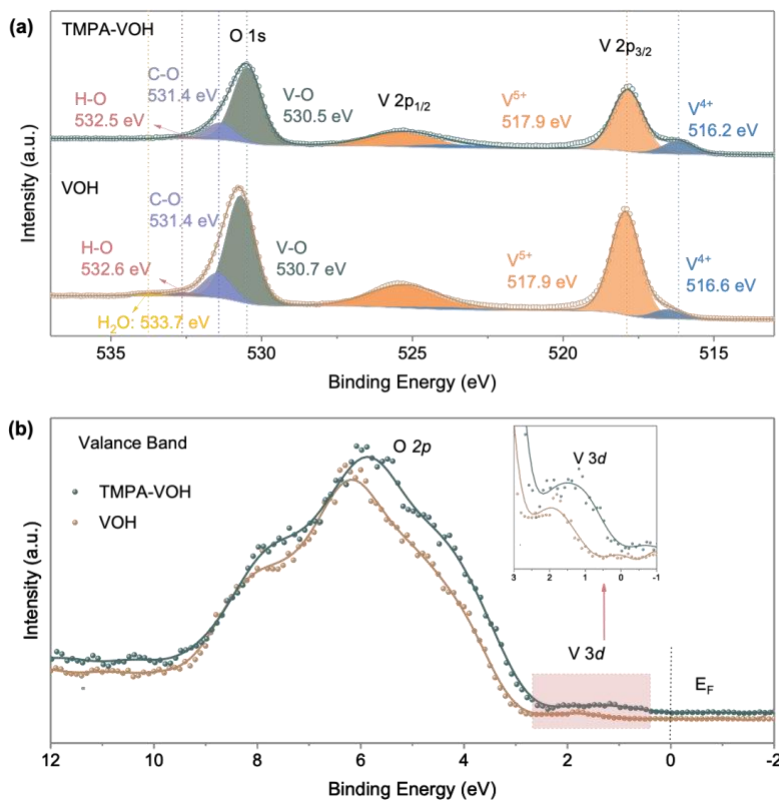 (a)
TMPA-VOH
O 1s
V 2p3/2
C-O
531.4 eV
H-O
532.5 eV
V-O
530.5 eV
V 2p1/2
V5+
517.9 eV
V4+
516.2 eV
VOH
C-O
531.4 eV
H-O
532.6 eV
V-O
530.7 eV
V5+
517.9 eV
V4+
516.6 eV
H2O: 533.7 eV
Intensity (a.u.)
535 530 525 520 515
Binding Energy (eV)
(b)
Valance Band
TMPA-VOH
VOH
O 2p
V 3d
3 2 1 0 -1
V 3d
EF
Intensity (a.u.)
12 10 8 6 4 2 0 -2
Binding Energy (eV)